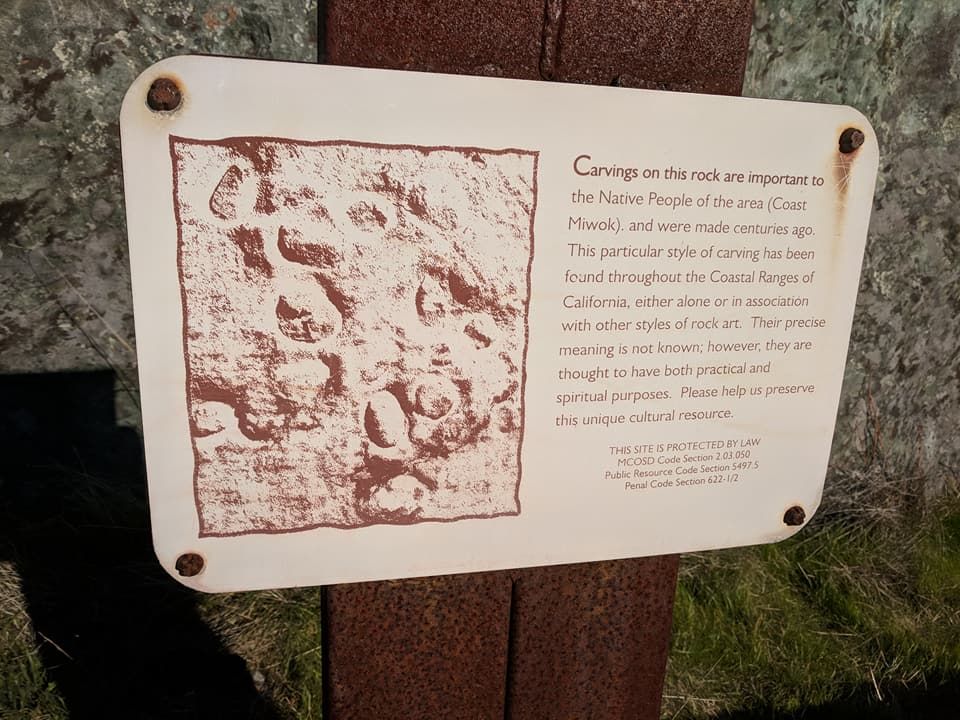 Carvings on this rock are important to
the Native People of the area (Coast
Miwok). and were made centuries ago.
This particular style of carving has been
found throughout the Coastal Ranges of
California, either alone or in association
with other styles of rock art. Their precise
meaning is not known; however, they are
thought to have both practical and
spiritual purposes. Please help us preserve
this unique cultural resource.
THIS SITE IS PROTECTED BY LAW
MCOSD Code Section 2.03.050
Public Resource Code Section 5497.5
Penal Code Section 622-1/2